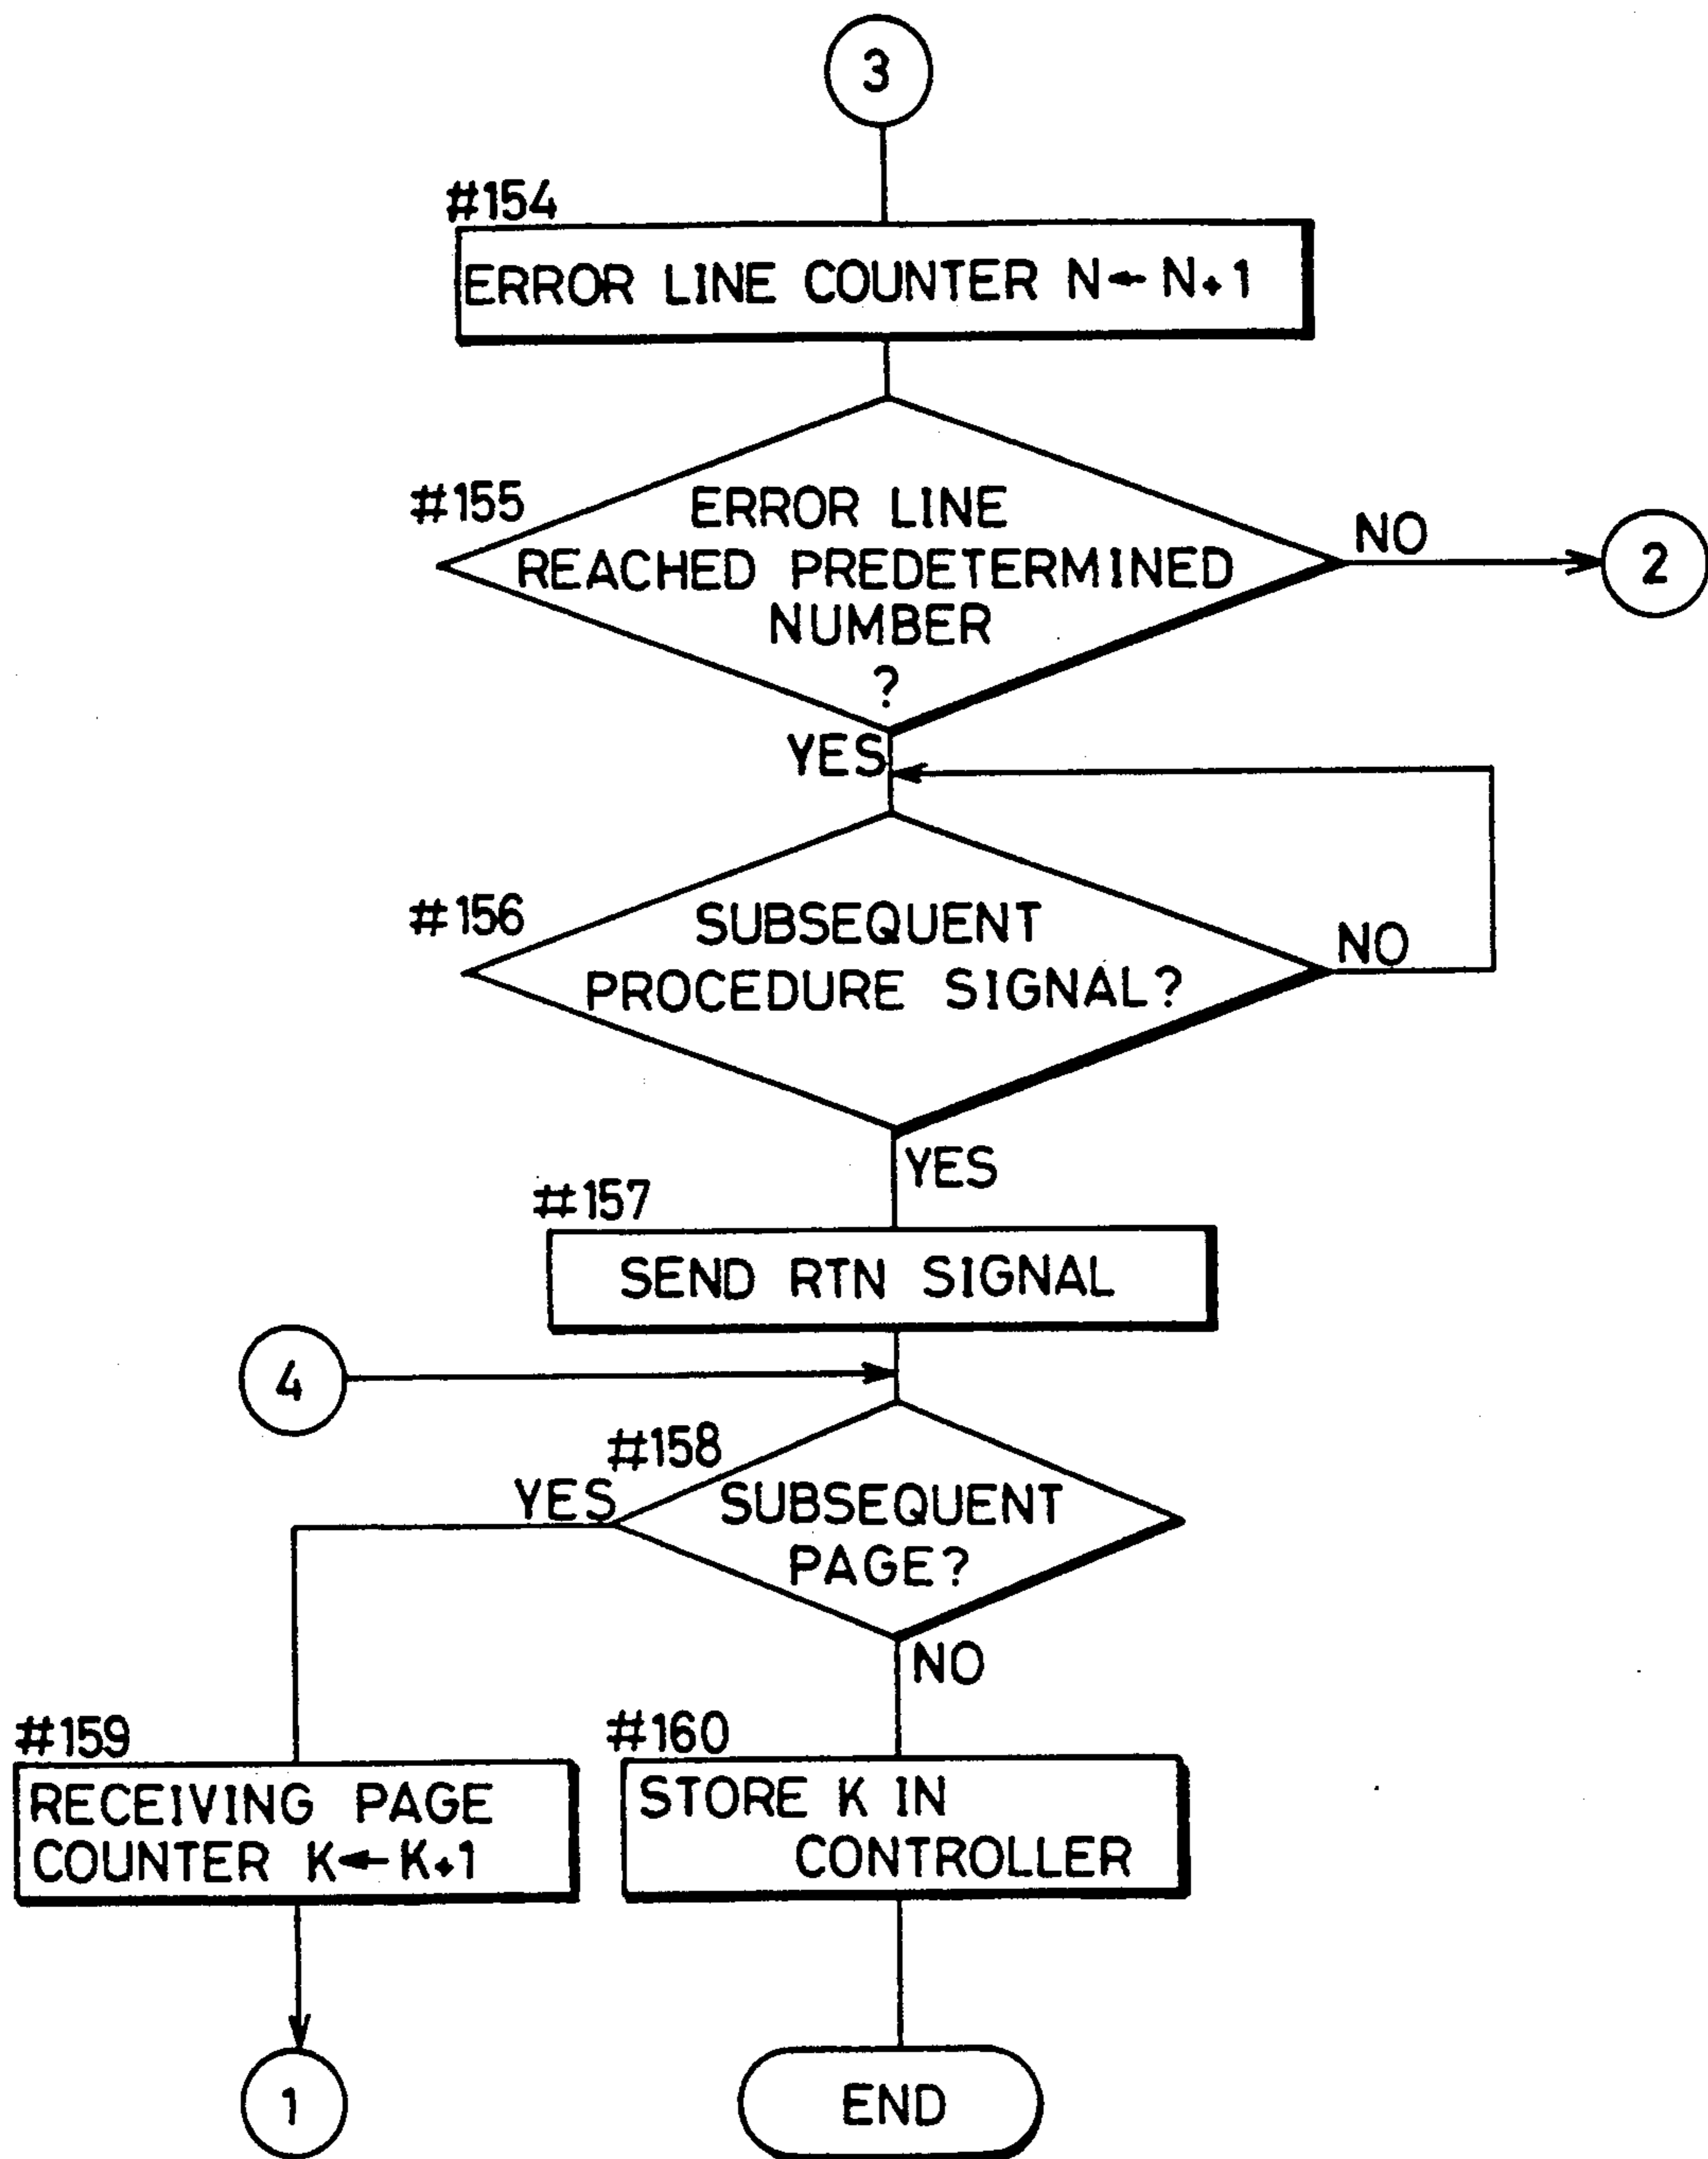 3
#154
ERROR LINE COUNTER N←N+1
#155
ERROR LINE
REACHED PREDETERMINED
NUMBER
?
NO
2
YES
#156
SUBSEQUENT
PROCEDURE SIGNAL?
NO
YES
#157
SEND RTN SIGNAL
4
#158
YES
SUBSEQUENT
PAGE?
NO
#159
RECEIVING PAGE
COUNTER K←K+1
#160
STORE K IN
CONTROLLER
1
END